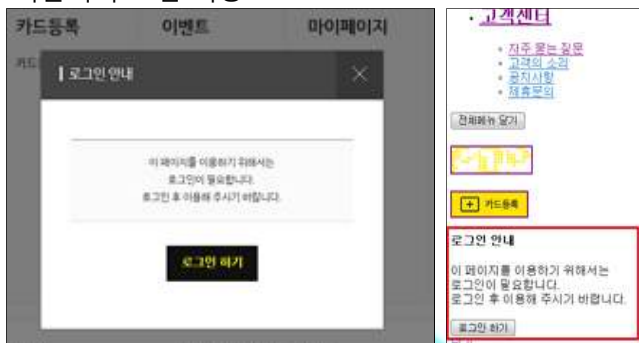 카드등록 이벤트 마이페이지
로그인 안내
이 페이지를 이용하기 위해서는
로그인이 필요합니다.
로그인 후 이용해 주시기 바랍니다.
로그인 하기
고객센터
자주 묻는 질문
고객의 소리
공지사항
제휴문의
전체메뉴 닫기
카드등록
로그인 안내
이 페이지를 이용하기 위해서는
로그인이 필요합니다.
로그인 후 이용해 주시기 바랍니다.
로그인 하기